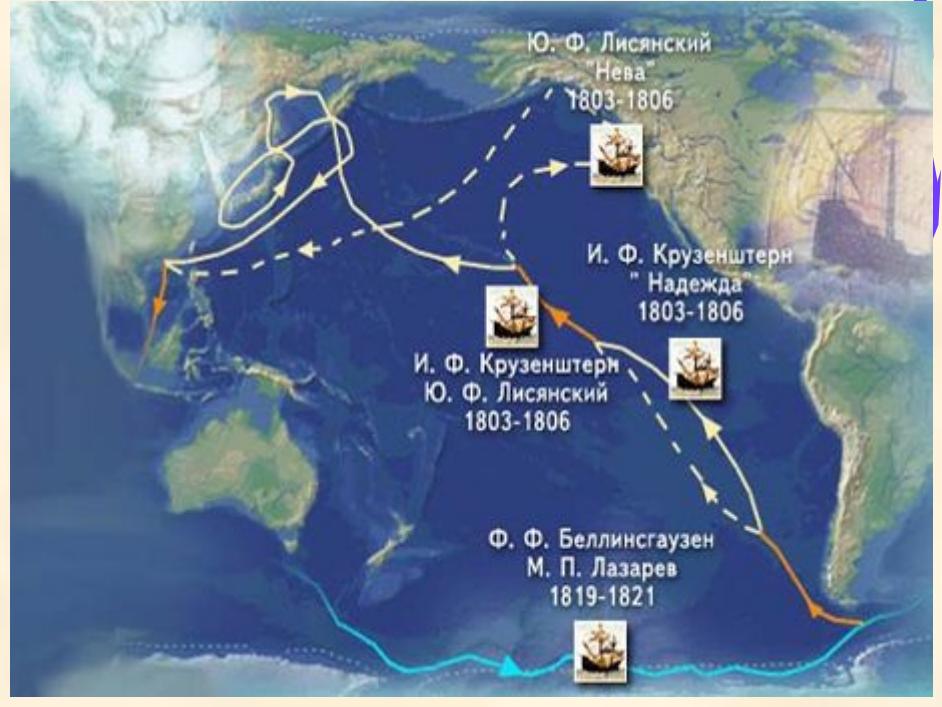 Ю. Ф. Лисянский
"Нева"
1803-1806
И. Ф. Крузенштерн
" Надежда"
1803-1806
И. Ф. Крузенштерн
Ю. Ф. Лисянский
1803-1806
Ф. Ф. Беллинсгаузен
М. П. Лазарев
1819-1821